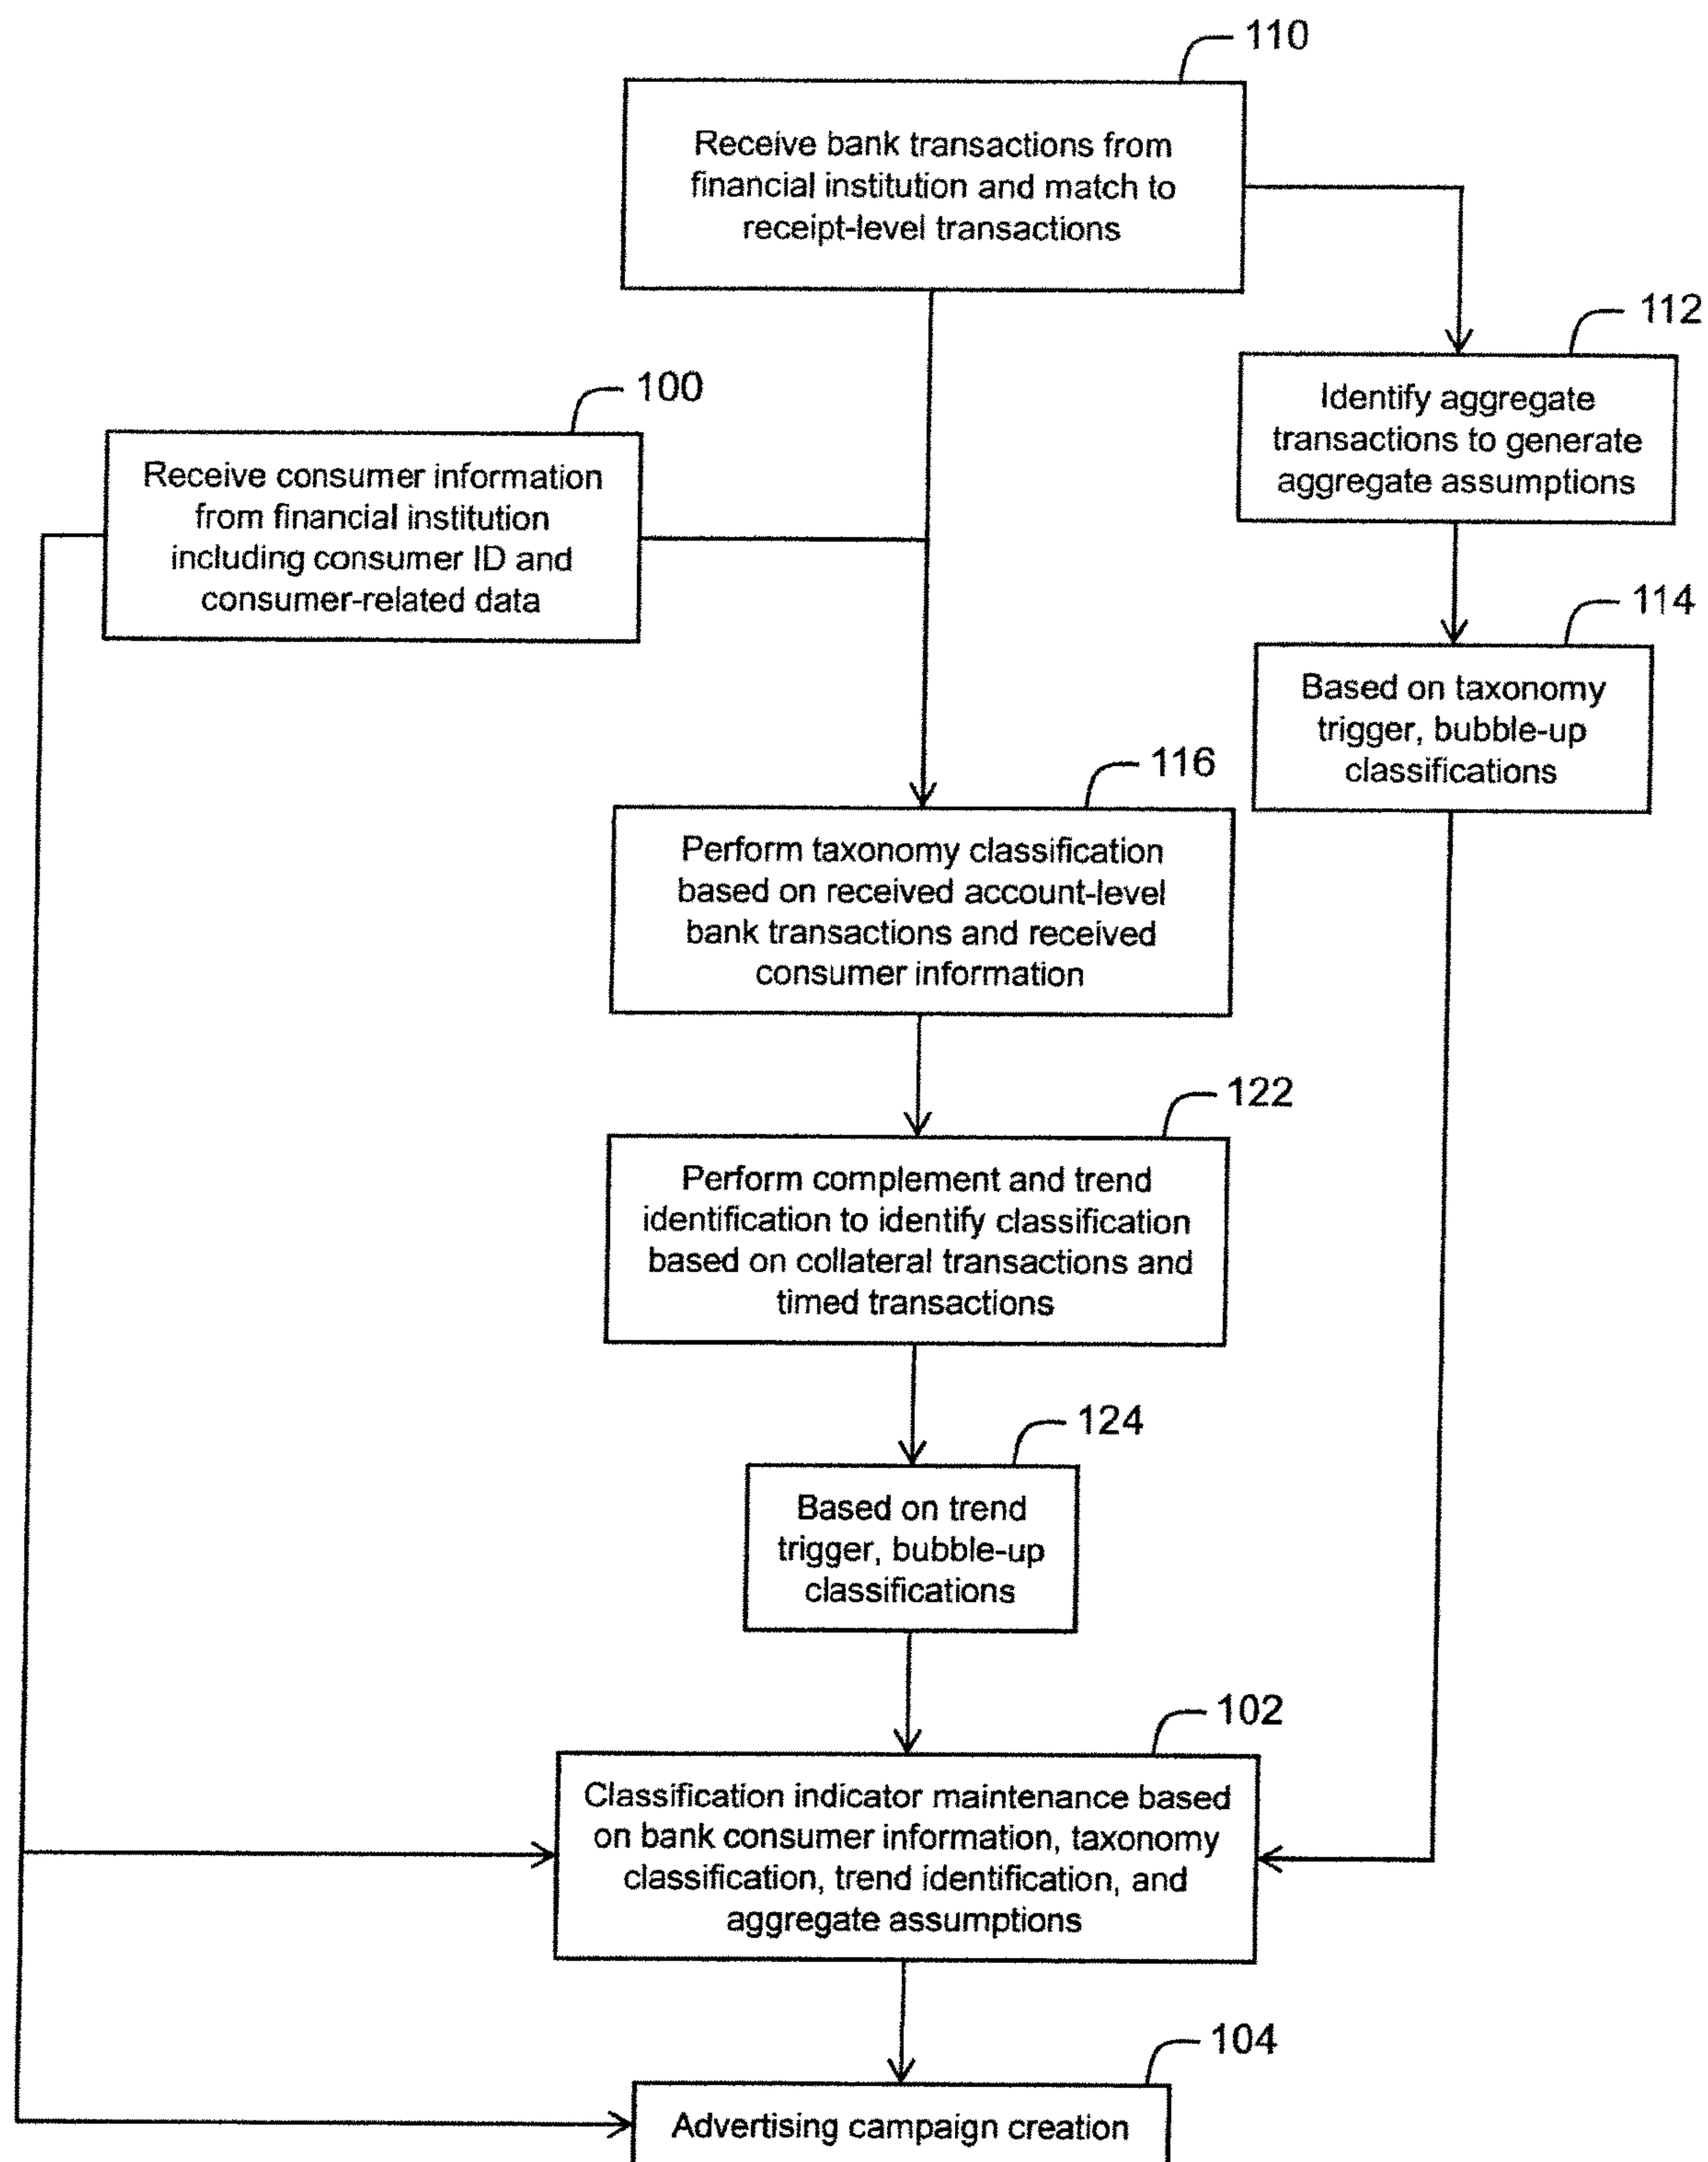 110
Receive bank transactions from
financial institution and match to
receipt-level transactions
112
Identify aggregate
transactions to generate
aggregate assumptions
100
Receive consumer information
from financial institution
including consumer ID and
consumer-related data
114
Based on taxonomy
trigger, bubble-up
classifications
116
Perform taxonomy classification
based on received account-level
bank transactions and received
consumer information
122
Perform complement and trend
identification to identify classification
based on collateral transactions and
timed transactions
124
Based on trend
trigger, bubble-up
classifications
102
Classification indicator maintenance based
on bank consumer information, taxonomy
classification, trend identification, and
aggregate assumptions
104
Advertising campaign creation